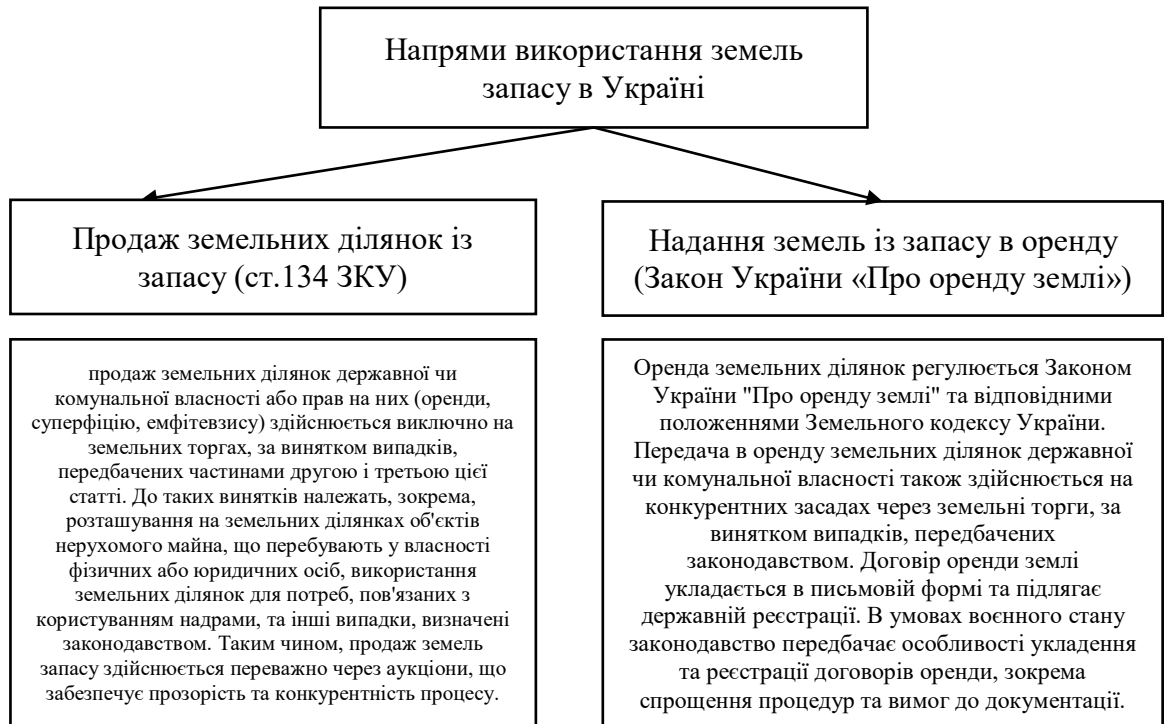 Напрями використання земель
запасу в Україні
Продаж земельних ділянок із
запасу (ст.134 ЗКУ)
Надання земель із запасу в оренду
(Закон України «Про оренду землі»)
продаж земельних ділянок державної чи
комунальної власності або прав на них (оренди,
суперфіцію, емфітевзису) здійснюється виключно на
земельних торгах, за винятком випадків,
передбачених частинами другою і третьою цієї
статті. До таких винятків належать, зокрема,
розташування на земельних ділянках об'єктів
нерухомого майна, що перебувають у власності
фізичних або юридичних осіб, використання
земельних ділянок для потреб, пов'язаних з
користуванням надрами, та інші випадки, визначені
законодавством. Таким чином, продаж земель
запасу здійснюється переважно через аукціони, що
забезпечує прозорість та конкурентність процесу.
Оренда земельних ділянок регулюється Законом
України "Про оренду землі" та відповідними
положеннями Земельного кодексу України.
Передача в оренду земельних ділянок державної
чи комунальної власності також здійснюється на
конкурентних засадах через земельні торги, за
винятком випадків, передбачених
законодавством. Договір оренди землі
укладається в письмовій формі та підлягає
державній реєстрації. В умовах воєнного стану
законодавство передбачає особливості укладення
та реєстрації договорів оренди, зокрема
спрощення процедур та вимог до документації.